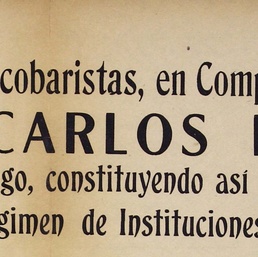 cobaristas, en Comp
CARLOS
go, constituyendo así
gimen de Instituciones